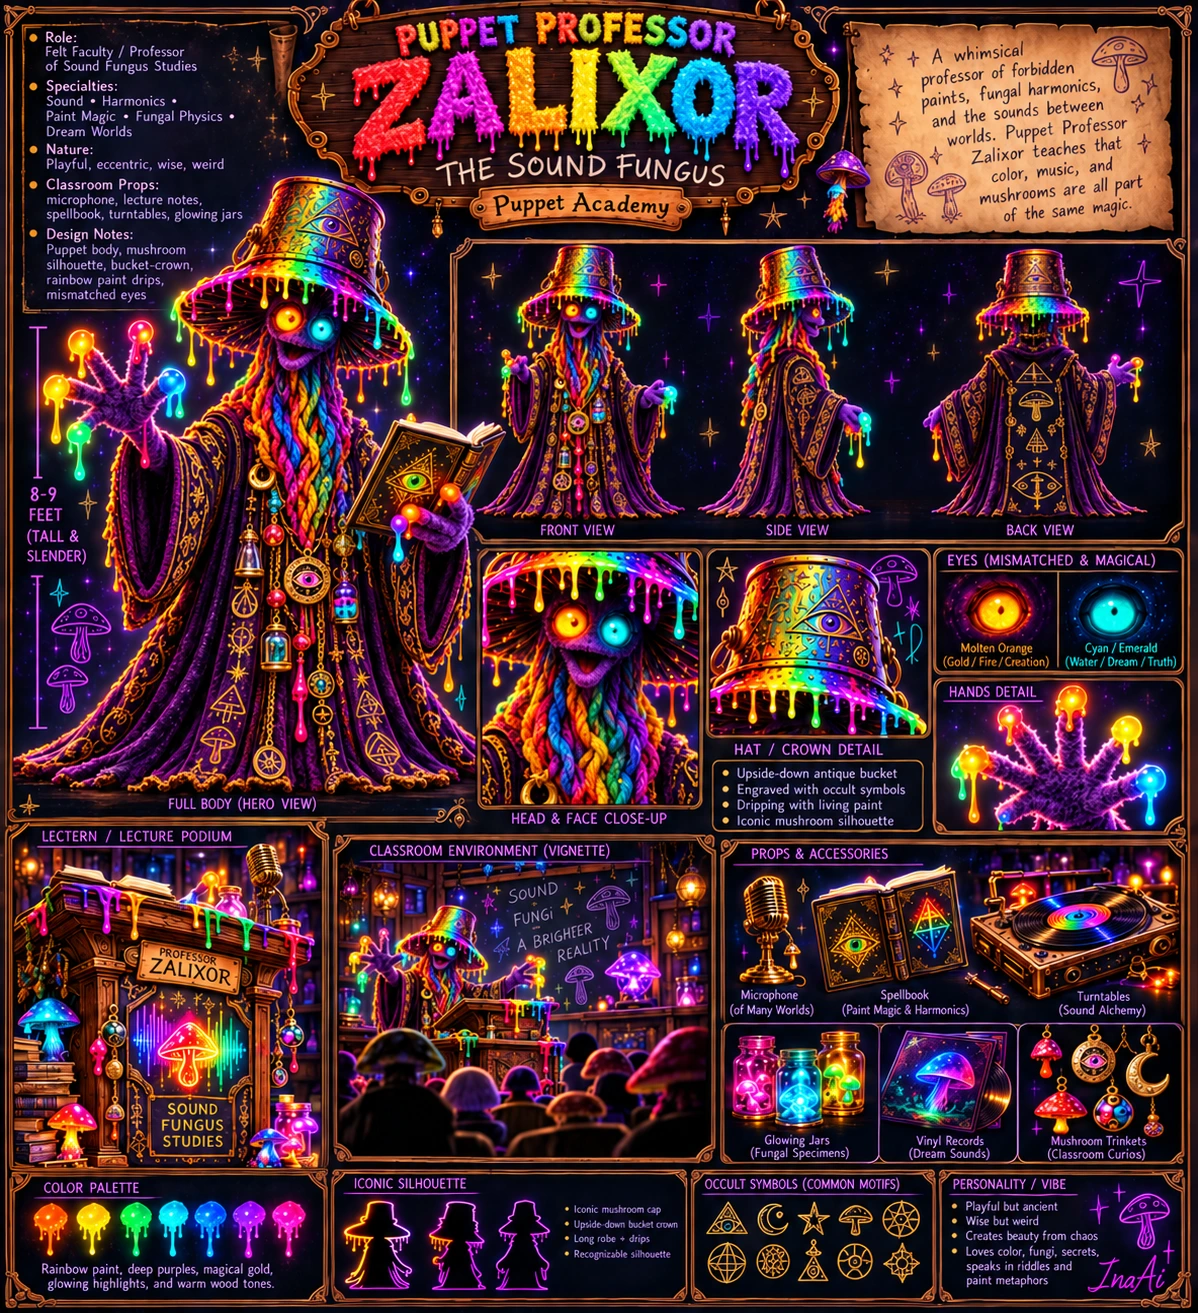 PUPPET PROFESSOR
ZALIXOR
THE SOUND FUNGUS
Puppet Academy
Role:
Felt Faculty / Professor
of Sound Fungus Studies
Specialties:
Sound • Harmonics •
Paint Magic • Fungal Physics •
Dream Worlds
Nature:
Playful, eccentric, wise, weird
Classroom Props:
microphone, lecture notes,
spellbook, turntables, glowing jars
Design Notes:
Puppet body, mushroom
silhouette, bucket-crown,
rainbow paint drips,
mismatched eyes
A whimsical
professor of forbidden
paints, fungal harmonics,
and the sounds between
worlds. Puppet Professor
Zalixor teaches that
color, music, and
mushrooms are all part
of the same magic.
8-9
FEET
(TALL &
SLENDER)
FULL BODY (HERO VIEW)
FRONT VIEW
SIDE VIEW
BACK VIEW
HEAD & FACE CLOSE-UP
HAT / CROWN DETAIL
Upside-down antique bucket
Engraved with occult symbols
Dripping with living paint
Iconic mushroom silhouette
EYES (MISMATCHED & MAGICAL)
Molten Orange
(Gold / Fire / Creation)
Cyan / Emerald
(Water / Dream / Truth)
HANDS DETAIL
LECTERN / LECTURE PODIUM
PROFESSOR
ZALIXOR
SOUND
FUNGUS
STUDIES
CLASSROOM ENVIRONMENT (VIGNETTE)
SOUND
FUNGi
A BRIGHEER
REALITY
PROPS & ACCESSORIES
Microphone
(of Many Worlds)
Spellbook
(Paint Magic & Harmonics)
Turntables
(Sound Alchemy)
Glowing Jars
(Fungal Specimens)
Vinyl Records
(Dream Sounds)
Mushroom Trinkets
(Classroom Curios)
COLOR PALETTE
Rainbow paint, deep purples, magical gold,
glowing highlights, and warm wood tones.
ICONIC SILHOUETTE
Iconic mushroom cap
Upside-down bucket crown
Long robe + drips
Recognizable silhouette
OCCULT SYMBOLS (COMMON MOTIFS)
PERSONALITY / VIBE
Playful but ancient
Wise but weird
Creates beauty from chaos
Loves color, fungi, secrets,
speaks in riddles and
paint metaphors
InaAi